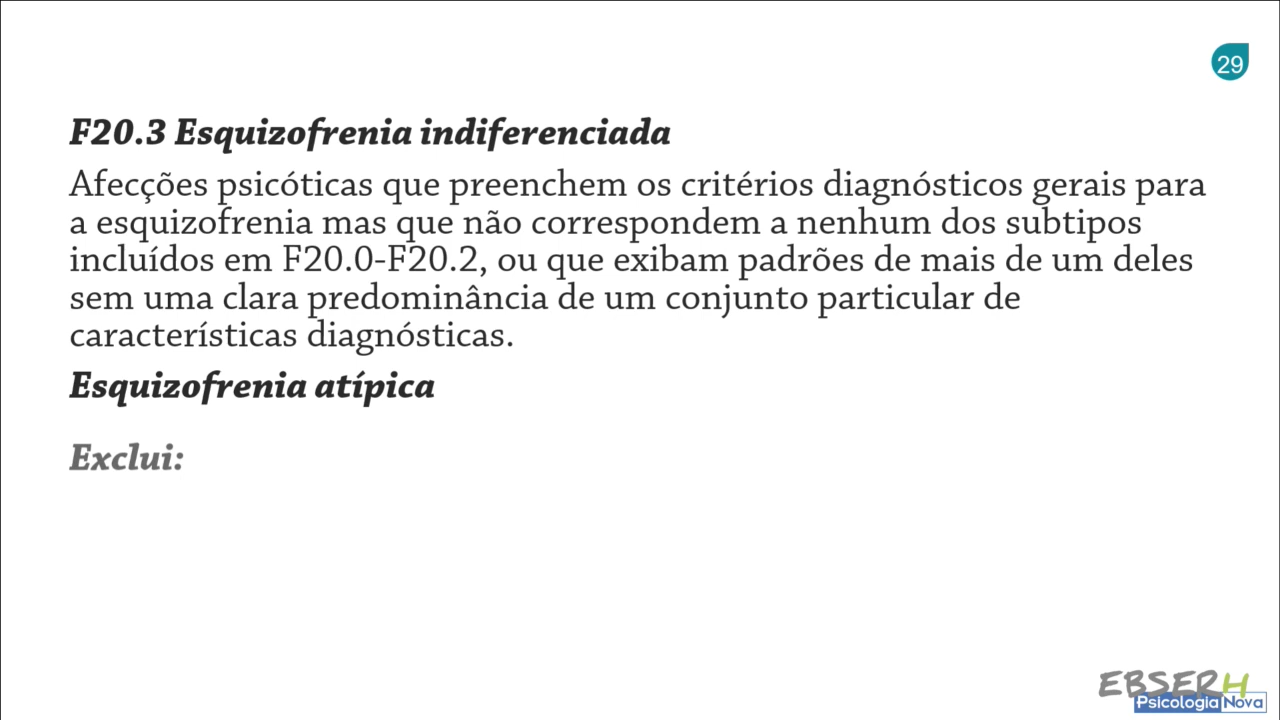 29
F20.3 Esquizofrenia indiferenciada
Afecções psicóticas que preenchem os critérios diagnósticos gerais para
a esquizofrenia mas que não correspondem a nenhum dos subtipos
incluídos em F20.0-F20.2, ou que exibam padrões de mais de um deles
sem uma clara predominância de um conjunto particular de
características diagnósticas.
Esquizofrenia atípica
Exclui:
EBSERH
Psicologia Nova